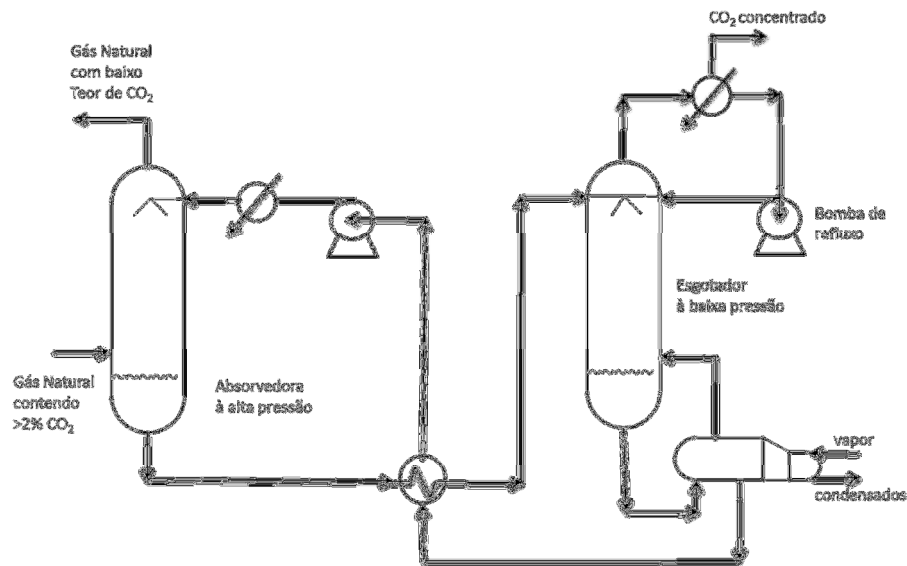 CO₂ concentrado
Gás Natural
com baixo
Teor de CO₂
Bomba de
refluxo
Esgotador
à baixa pressão
Gás Natural
contendo
>2% CO₂
Absorvedora
à alta pressão
vapor
condensados